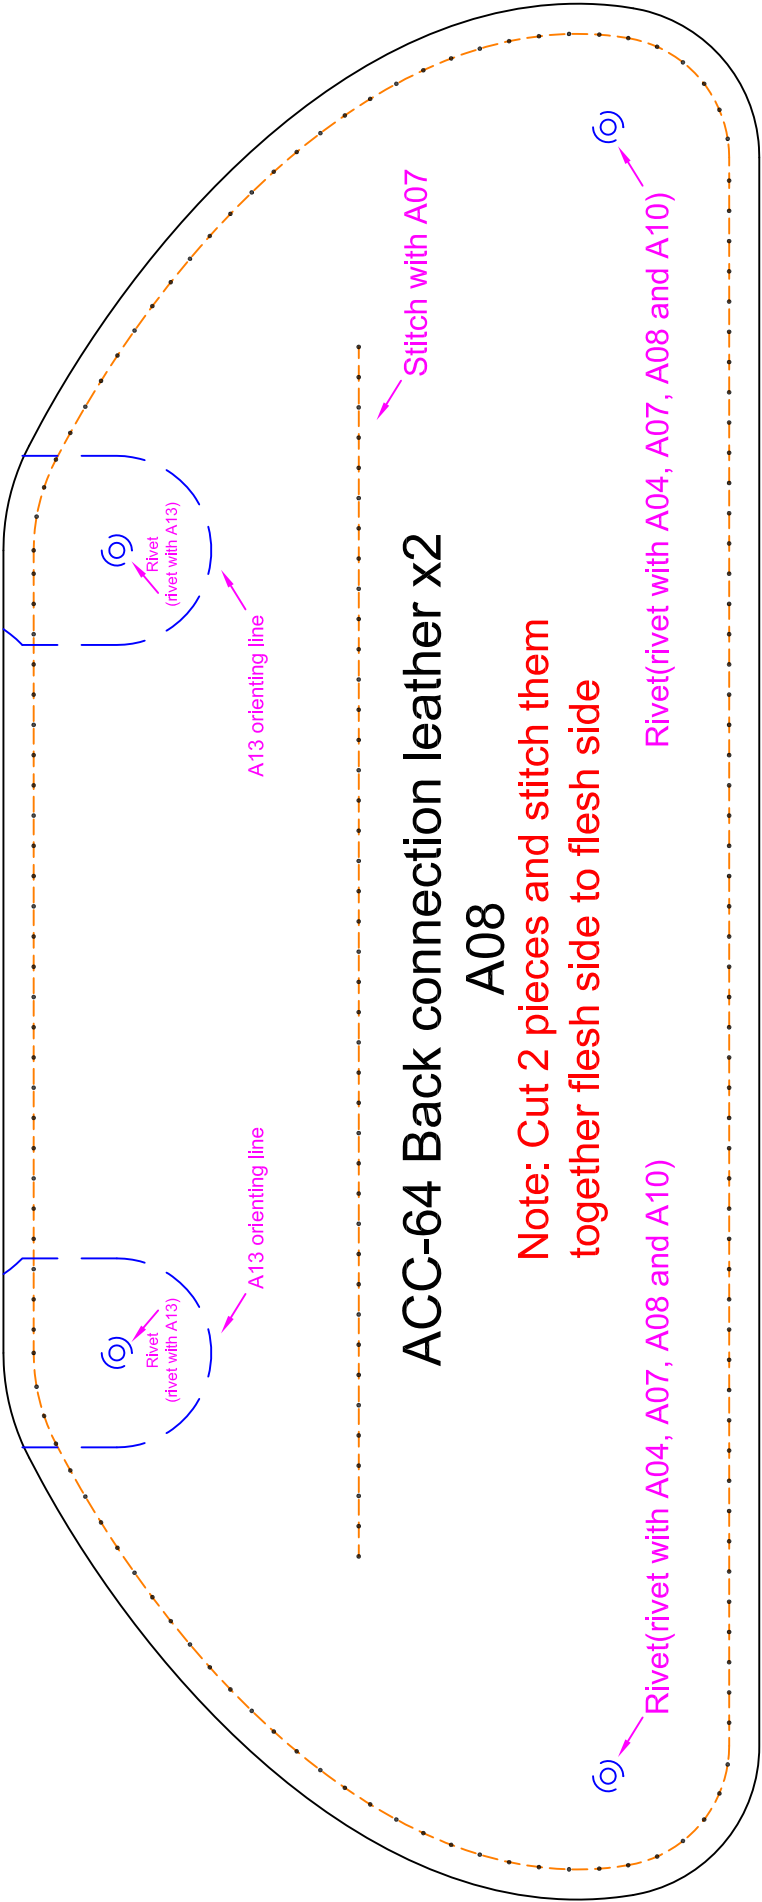 Rivet
(rivet with A13)
Rivet
(rivet with A13)
A13 orienting line
A13 orienting line
Stitch with A07
ACC-64 Back connection leather x2
A08
Note: Cut 2 pieces and stitch them
together flesh side to flesh side
Rivet(rivet with A04, A07, A08 and A10)
Rivet(rivet with A04, A07, A08 and A10)